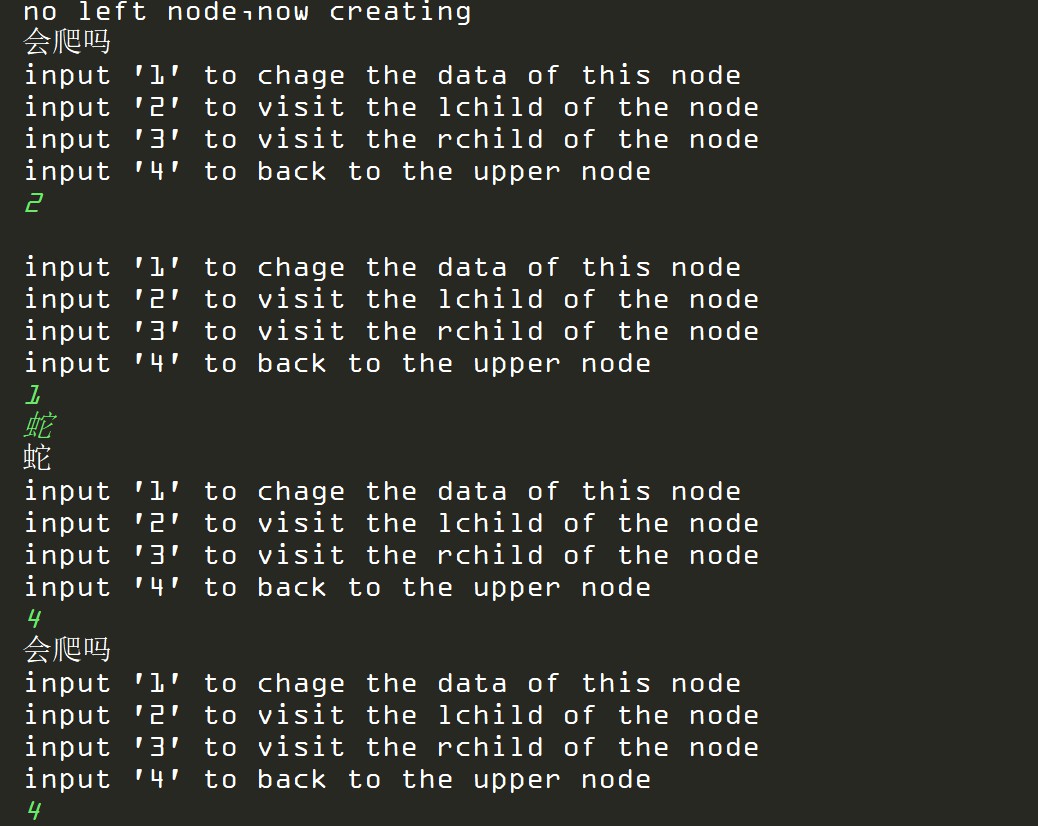 no left node,now creating
会爬吗
input '1' to chage the data of this node
input '2' to visit the lchild of the node
input '3' to visit the rchild of the node
input '4' to back to the upper node
2
input '1' to chage the data of this node
input '2' to visit the lchild of the node
input '3' to visit the rchild of the node
input '4' to back to the upper node
1
蛇
蛇
input '1' to chage the data of this node
input '2' to visit the lchild of the node
input '3' to visit the rchild of the node
input '4' to back to the upper node
4
会爬吗
input '1' to chage the data of this node
input '2' to visit the lchild of the node
input '3' to visit the rchild of the node
input '4' to back to the upper node
4